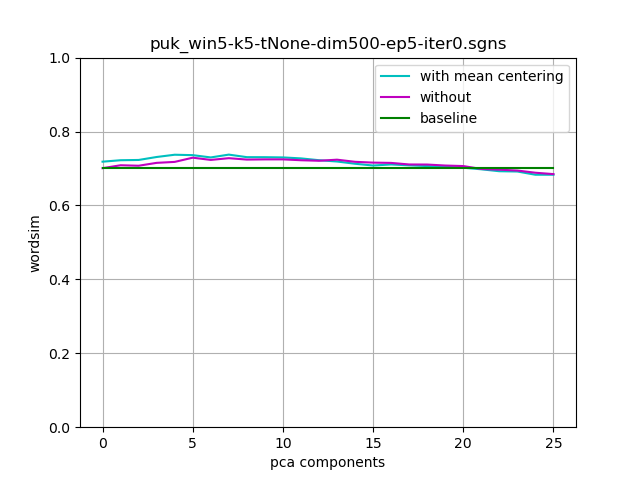 puk_win5-k5-tNone-dim500-ep5-iter0.sgns
1.0
with mean centering
without
baseline
0.8
0.6
wordsim
0.4
0.2
0.0
0 5 10 15 20 25
pca components